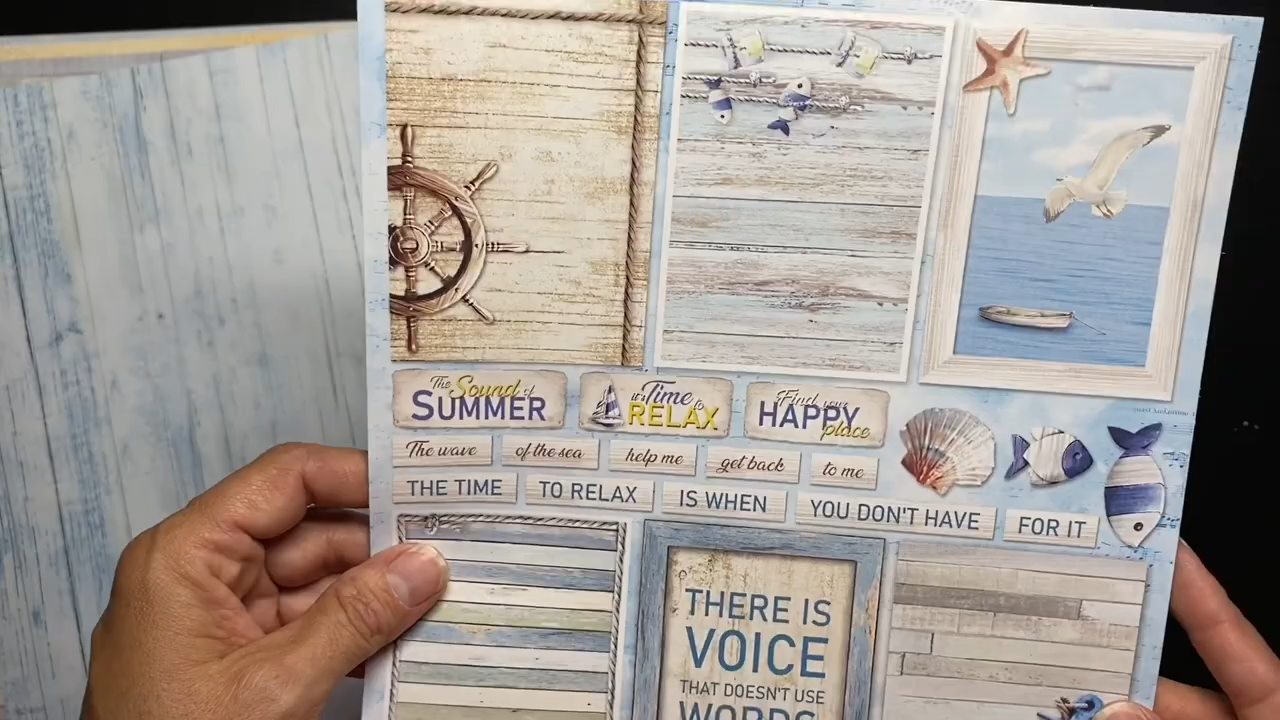 The Sound of
SUMMER
it's Time to
RELAX
Find your
HAPPY
place
The wave of the sea help me get back to me
THE TIME TO RELAX IS WHEN YOU DON'T HAVE FOR IT
THERE IS
VOICE
THAT DOESN'T USE
WORDS